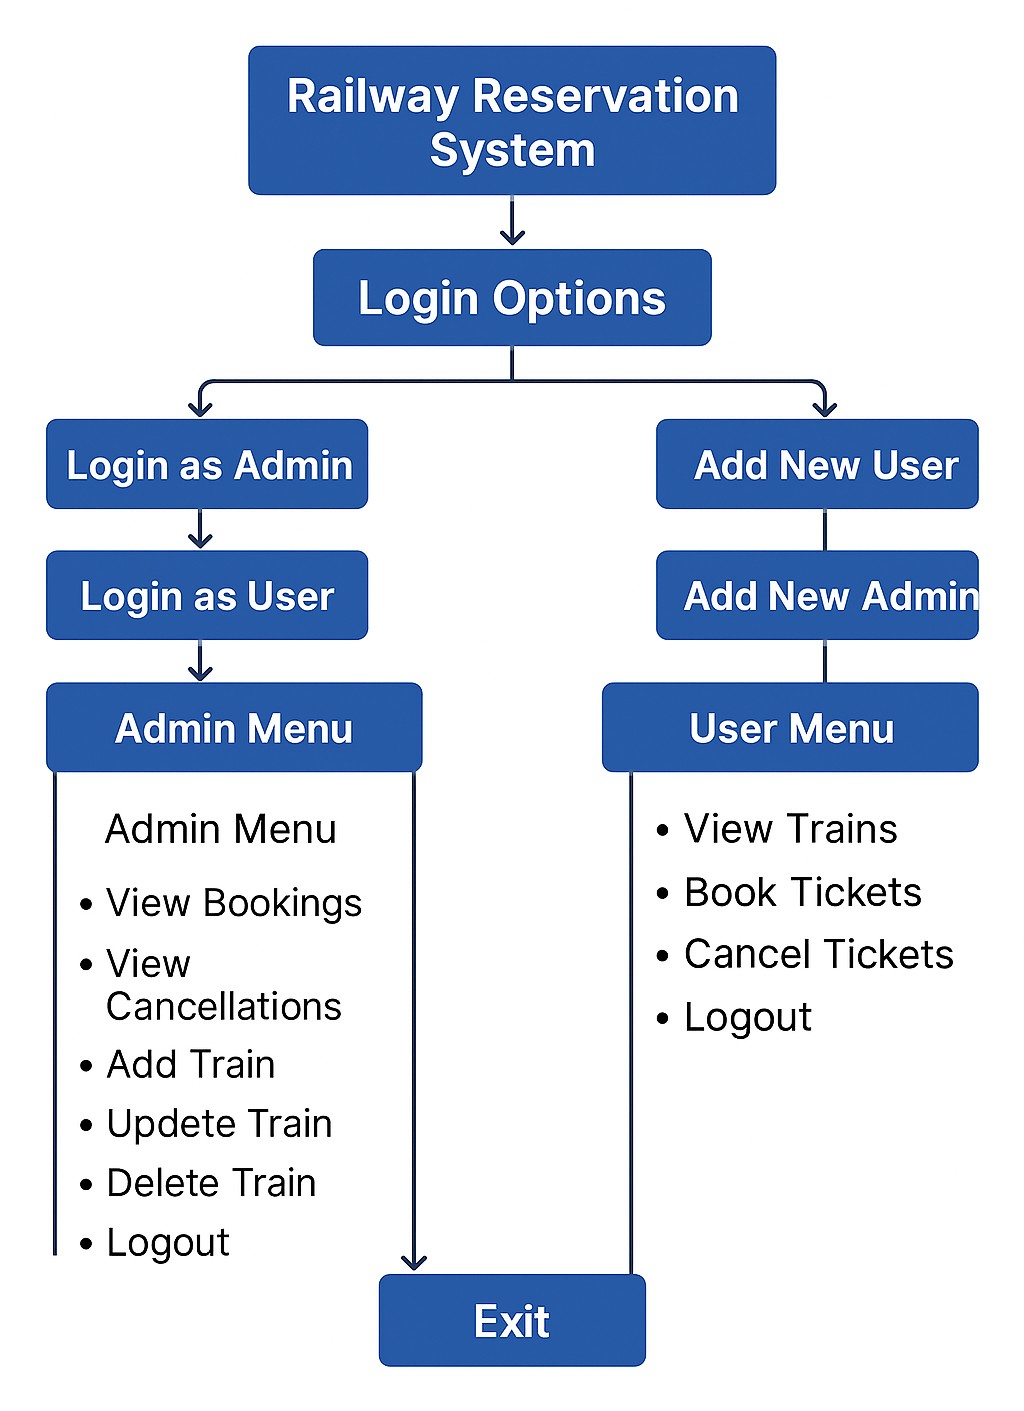 Railway Reservation
System
Login Options
Login as Admin
Add New User
Login as User
Add New Admin
Admin Menu
User Menu
Admin Menu
• View Bookings
• View
Cancellations
• Add Train
• Updete Train
• Delete Train
• Logout
• View Trains
• Book Tickets
• Cancel Tickets
• Logout
Exit